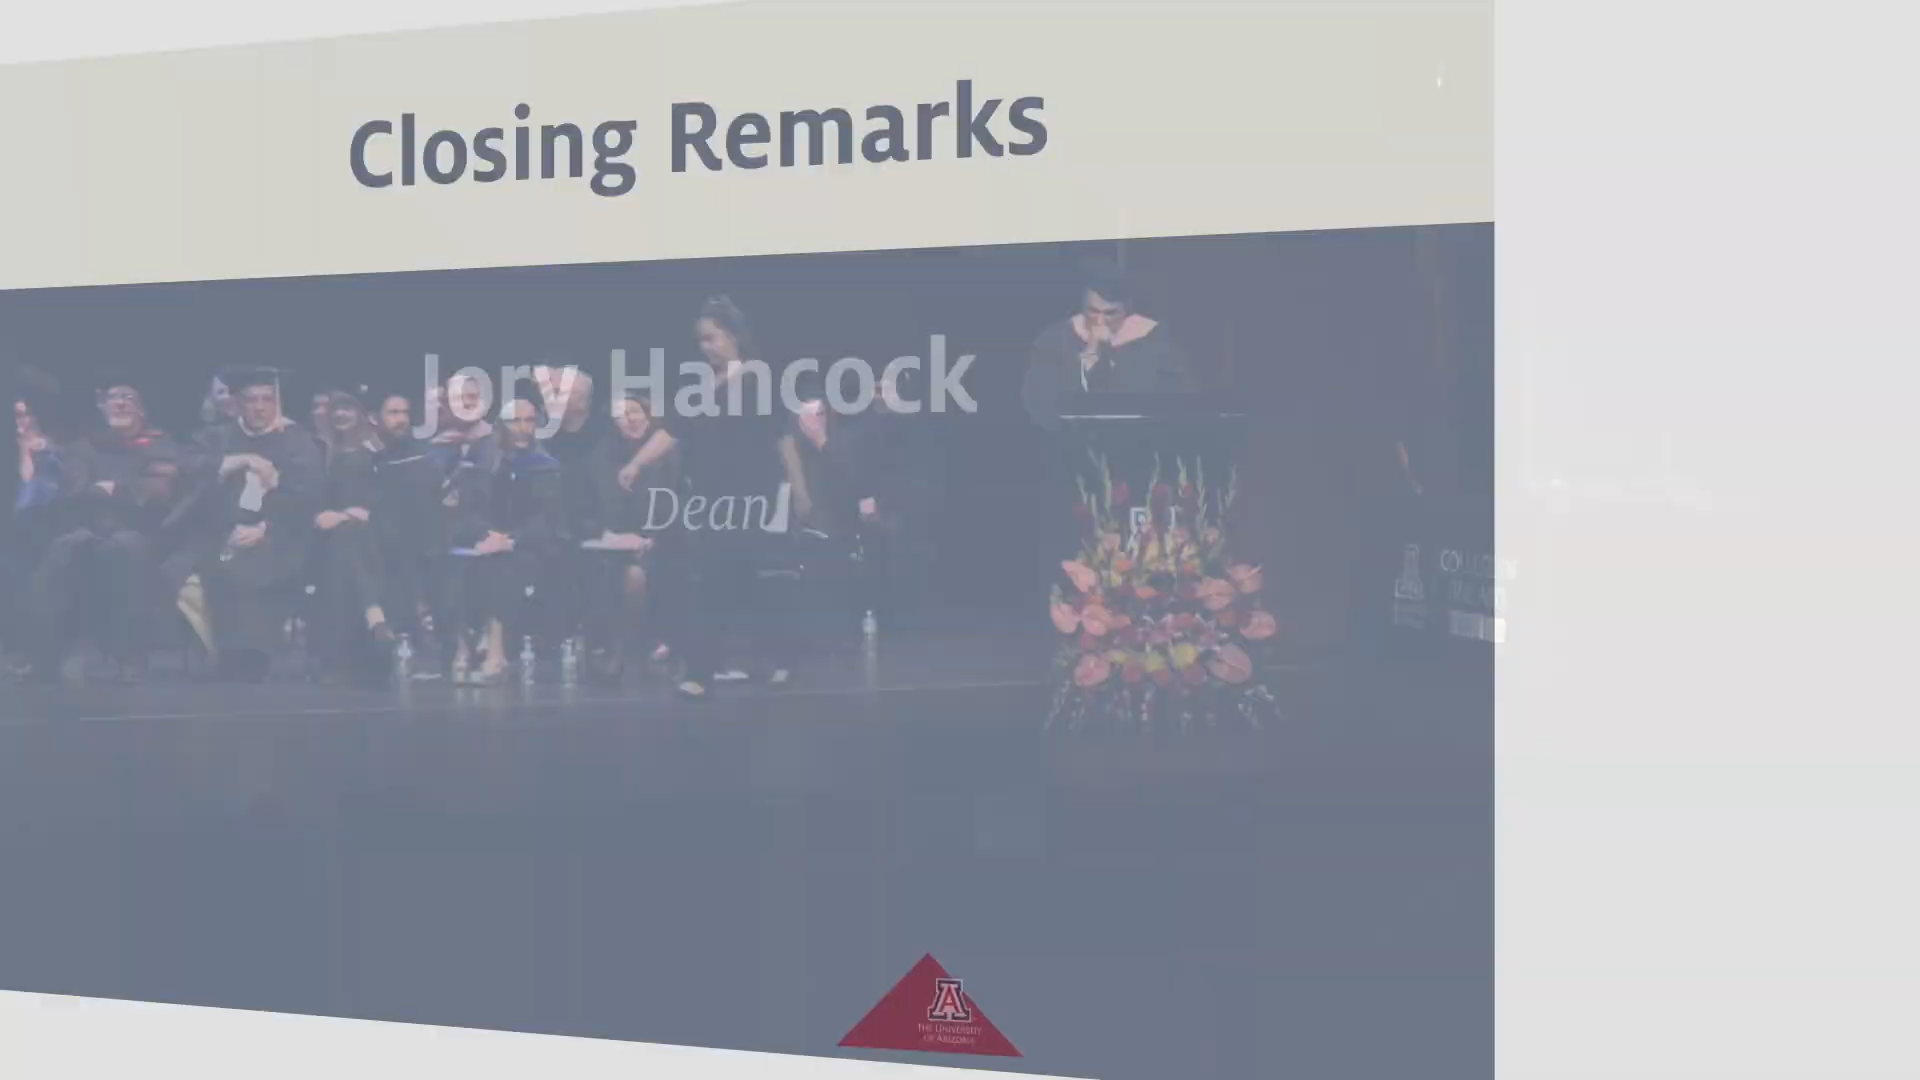 Closing Remarks
Jory Hancock
Dean
A
THE UNIVERSITY
OF ARIZONA